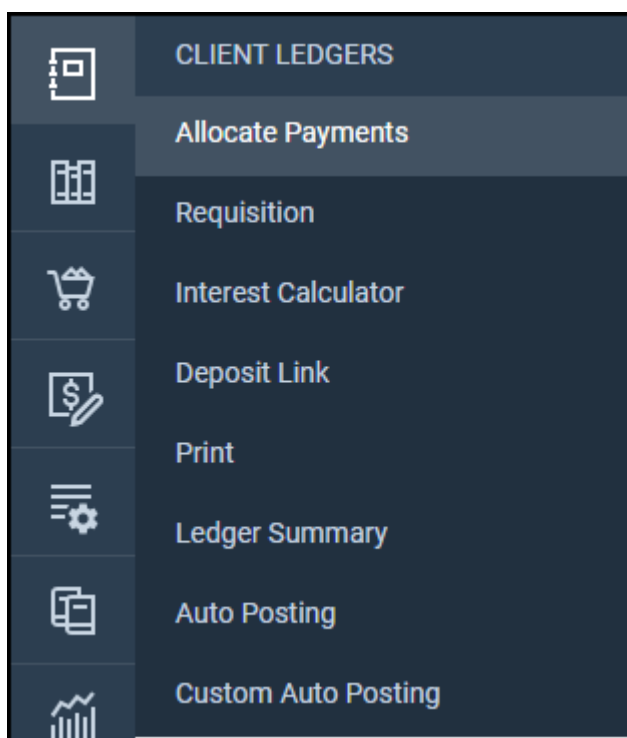 CLIENT LEDGERS
Allocate Payments
Requisition
Interest Calculator
Deposit Link
Print
Ledger Summary
Auto Posting
Custom Auto Posting